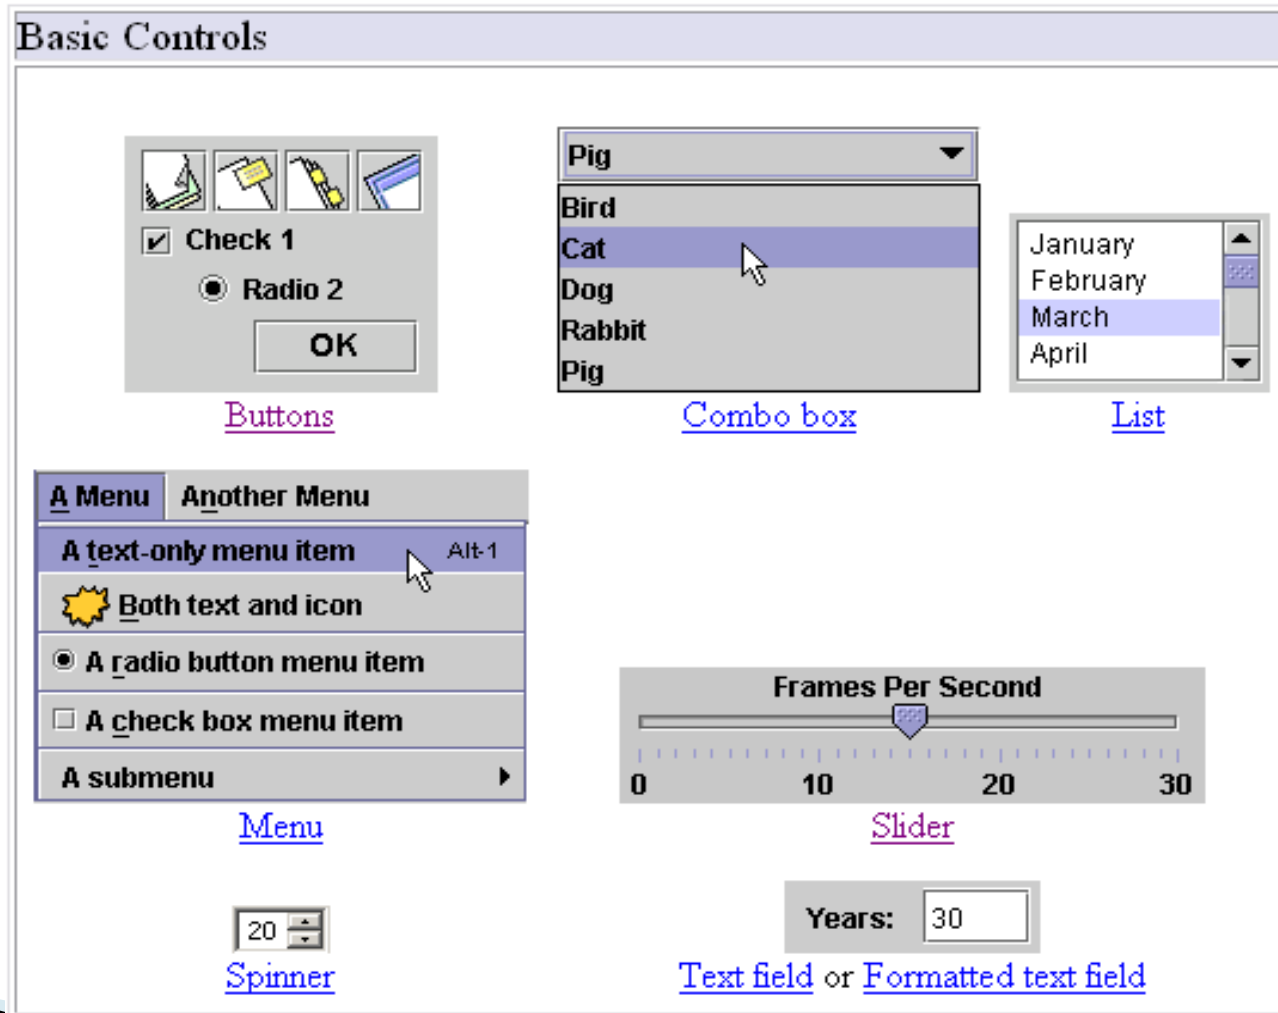 Basic Controls
Check 1
Radio 2
OK
Buttons
Pig
Bird
Cat
Dog
Rabbit
Pig
Combo box
January
February
March
April
List
A Menu Another Menu
A text-only menu item Alt-1
Both text and icon
A radio button menu item
A check box menu item
A submenu
Menu
Frames Per Second
0 10 20 30
Slider
20
Spinner
Years: 30
Text field or Formatted text field